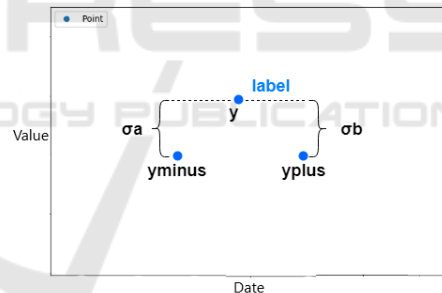 Point
label
y
σa
σb
Value
yminus
yplus
Date